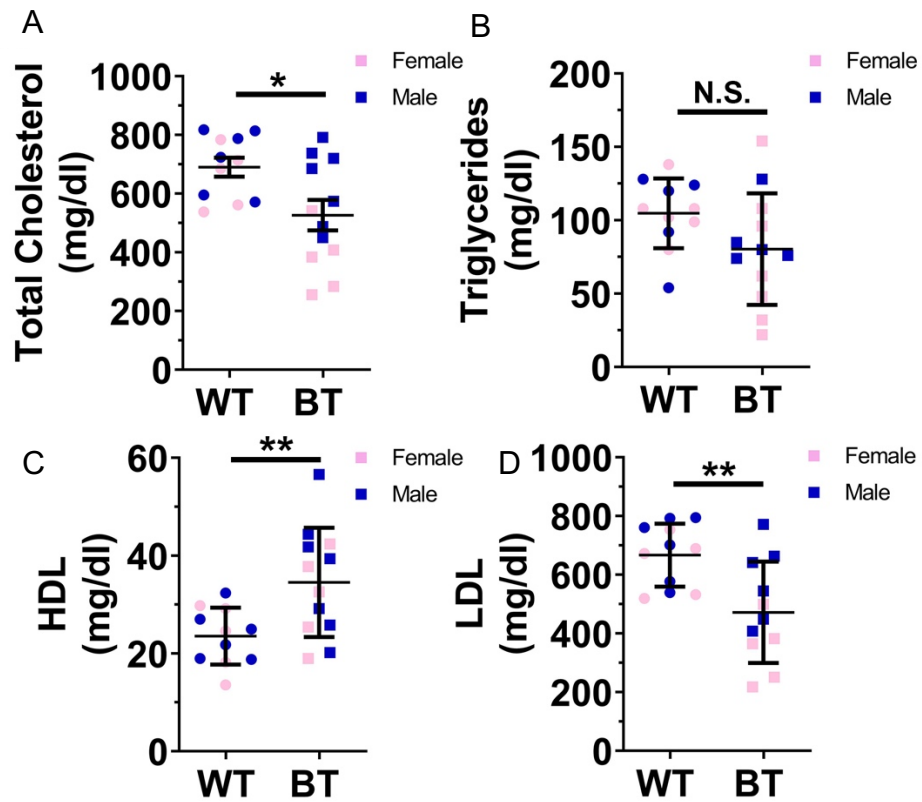 A
Total Cholesterol
(mg/dl)
1000
800
600
400
200
0
*
WT
BT
Female
Male
B
Triglycerides
(mg/dl)
200
150
100
50
0
N.S.
WT
BT
Female
Male
C
HDL
(mg/dl)
60
40
20
0
**
WT
BT
Female
Male
D
LDL
(mg/dl)
1000
800
600
400
200
0
**
WT
BT
Female
Male